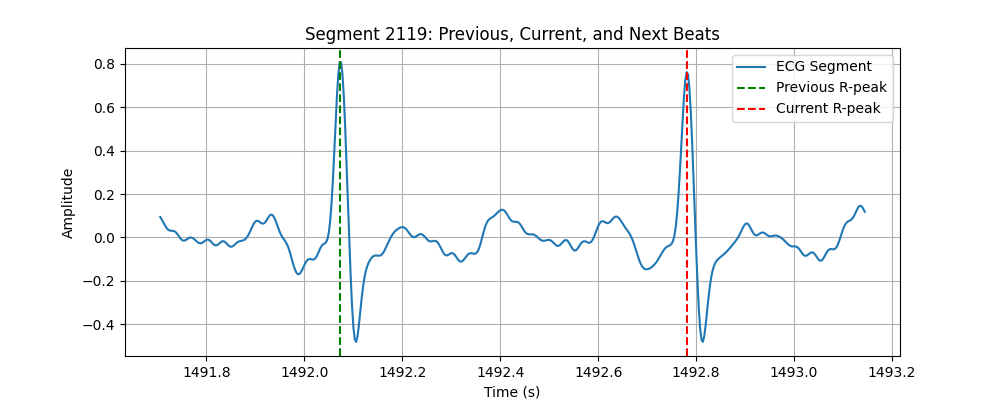 Segment 2119: Previous, Current, and Next Beats
ECG Segment
Previous R-peak
Current R-peak
Amplitude
0.8
0.6
0.4
0.2
0.0
−0.2
−0.4
1491.8 1492.0 1492.2 1492.4 1492.6 1492.8 1493.0 1493.2
Time (s)